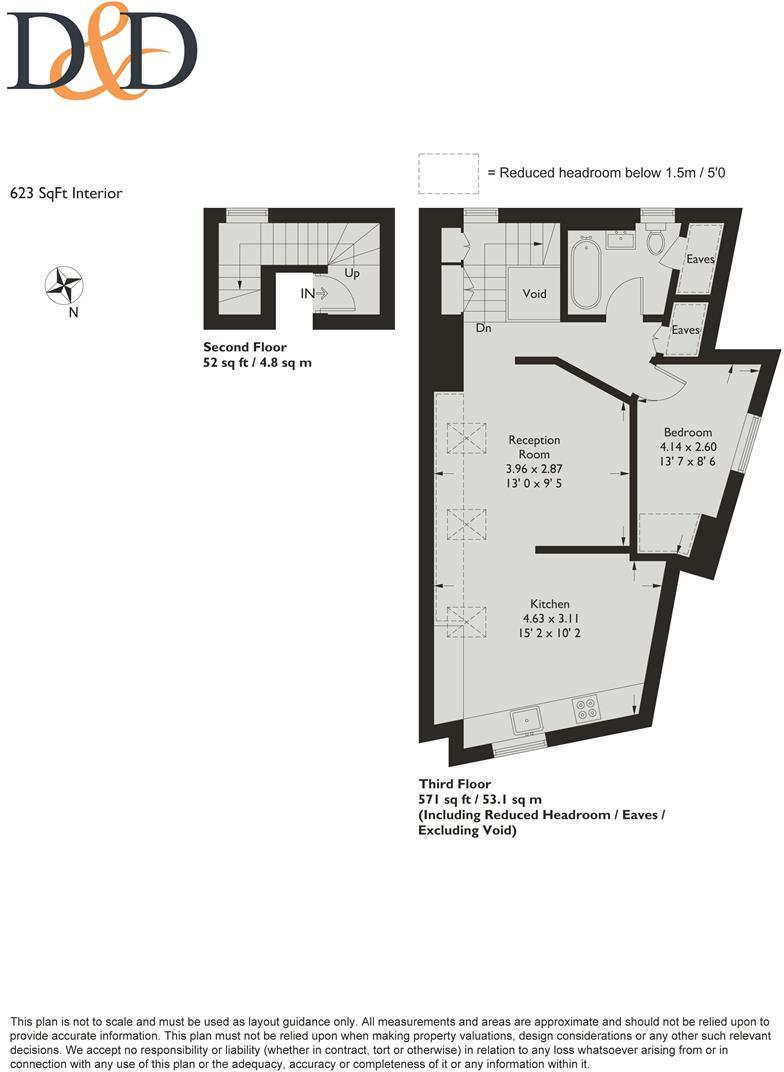 D&D
= Reduced headroom below 1.5m / 5'0
623 SqFt Interior
N
Up
IN
Second Floor
52 sq ft / 4.8 sq m
Eaves
Void
Dn
Eaves
Reception
Room
3.96 x 2.87
13' 0 x 9' 5
Bedroom
4.14 x 2.60
13' 7 x 8' 6
Kitchen
4.63 x 3.11
15' 2 x 10' 2
Third Floor
571 sq ft / 53.1 sq m
(Including Reduced Headroom / Eaves /
Excluding Void)
This plan is not to scale and must be used as layout guidance only. All measurements and areas are approximate and should not be relied upon to
provide accurate information. This plan must not be relied upon when making property valuations, design considerations or any other such relevant
decisions. We accept no responsibility or liability (whether in contract, tort or otherwise) in relation to any loss whatsoever arising from or in
connection with any use of this plan or the adequacy, accuracy or completeness of it or any information within it.